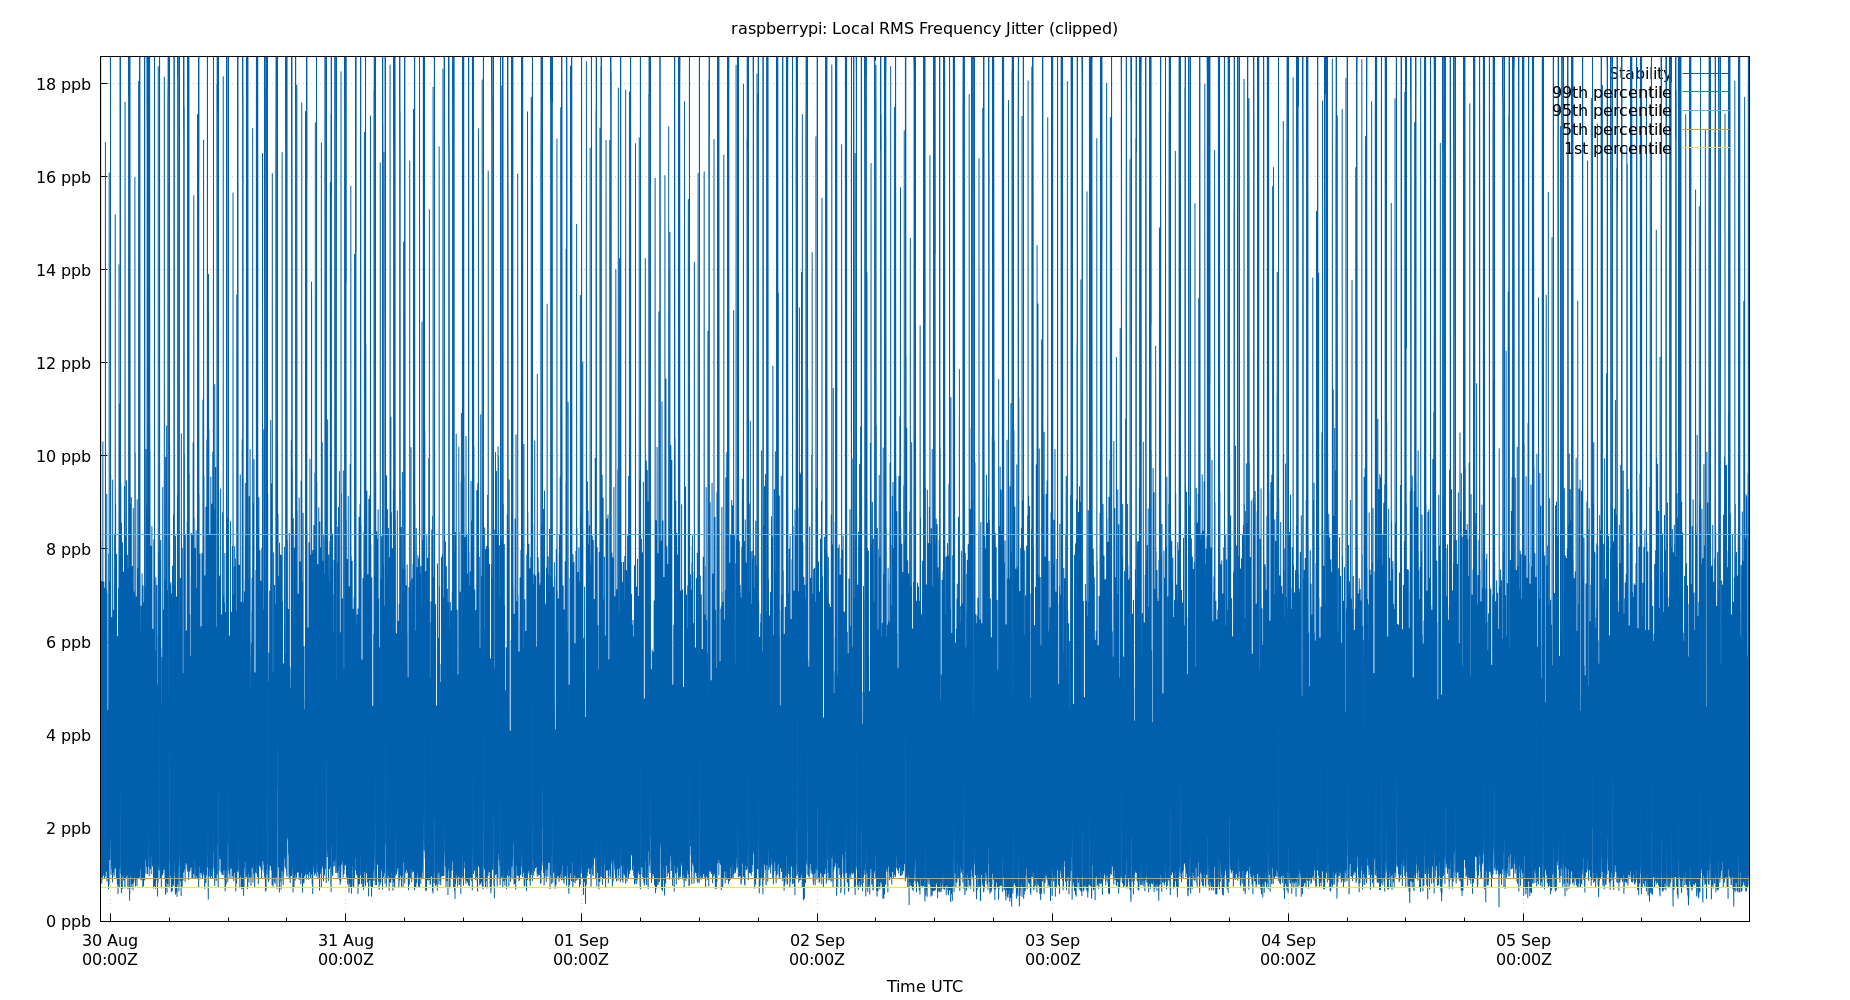 raspberrypi: Local RMS Frequency Jitter (clipped)
18 ppb
16 ppb
14 ppb
12 ppb
10 ppb
8 ppb
6 ppb
4 ppb
2 ppb
0 ppb
Stability
99th percentile
95th percentile
5th percentile
1st percentile
30 Aug
00:00Z
31 Aug
00:00Z
01 Sep
00:00Z
02 Sep
00:00Z
03 Sep
00:00Z
04 Sep
00:00Z
05 Sep
00:00Z
Time UTC